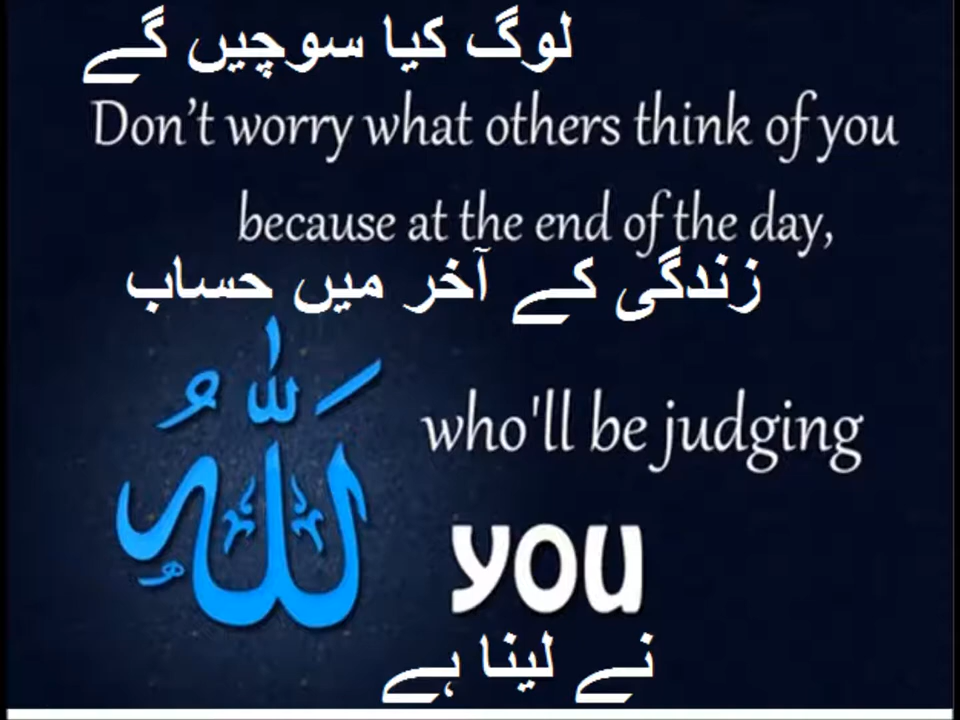 لوگ کیا سوچیں گے
Don't worry what others think of you
because at the end of the day,
زندگی کے آخر میں حساب
اللهُ who'll be judging
you
نے لینا ہے